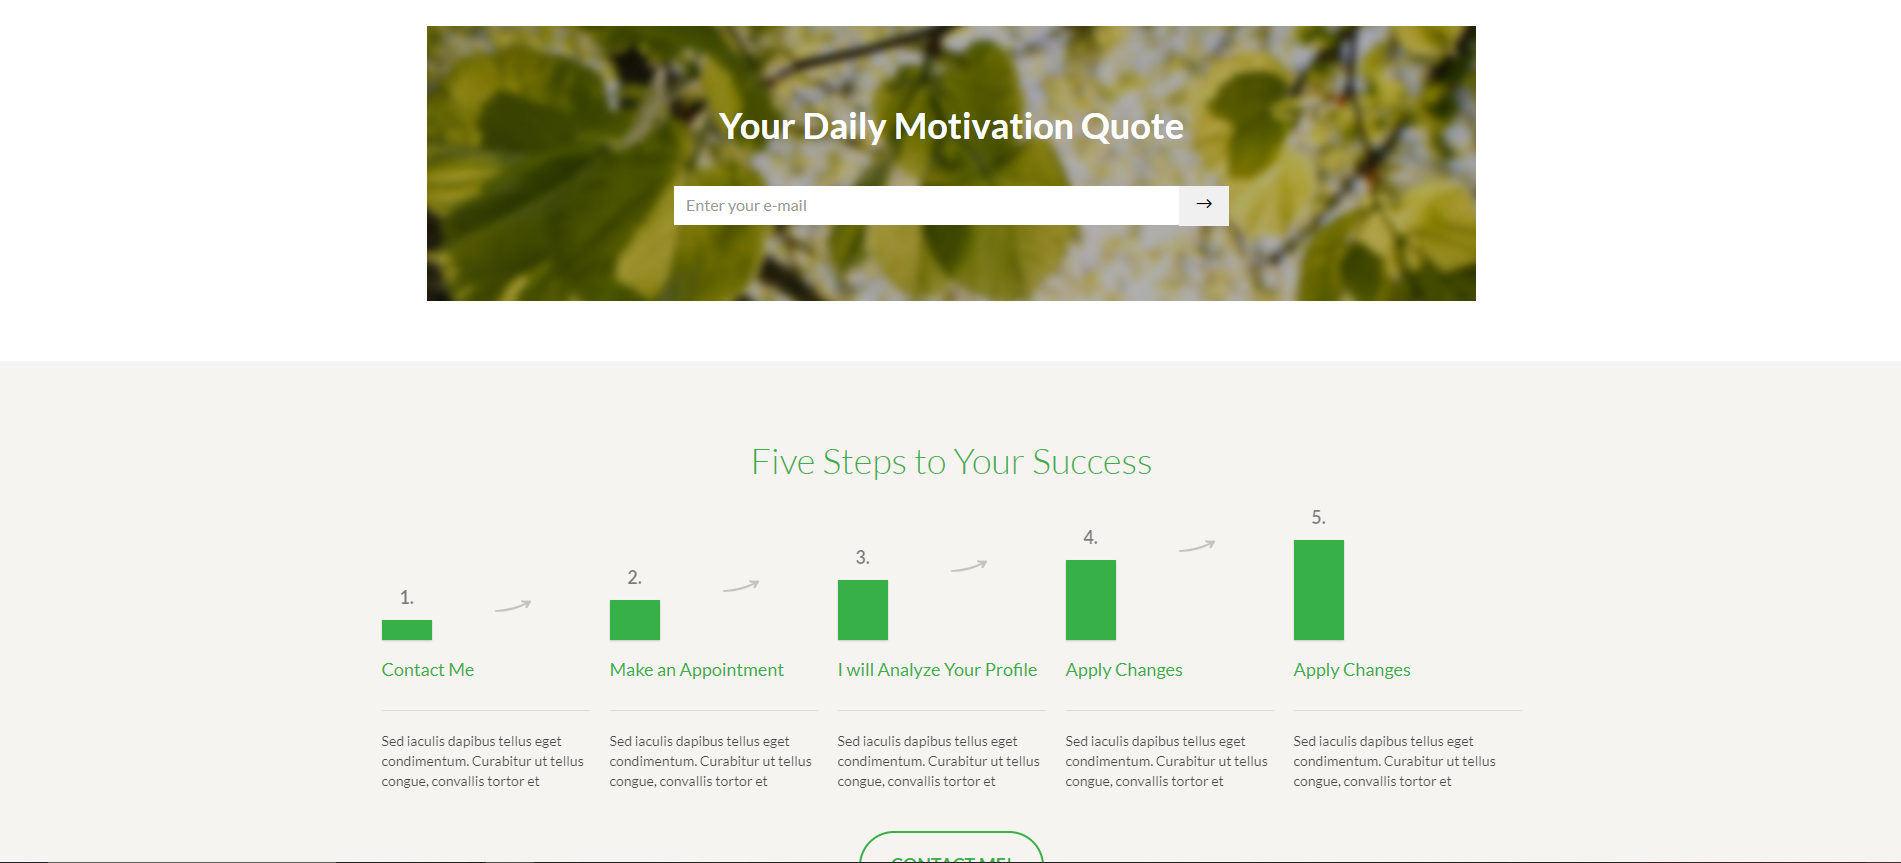 Your Daily Motivation Quote
Enter your e-mail
Five Steps to Your Success
1.
2.
3.
4.
5.
Contact Me
Make an Appointment
I will Analyze Your Profile
Apply Changes
Apply Changes
Sed iaculis dapibus tellus eget
condimentum. Curabitur ut tellus
congue, convallis tortor et
Sed iaculis dapibus tellus eget
condimentum. Curabitur ut tellus
congue, convallis tortor et
Sed iaculis dapibus tellus eget
condimentum. Curabitur ut tellus
congue, convallis tortor et
Sed iaculis dapibus tellus eget
condimentum. Curabitur ut tellus
congue, convallis tortor et
Sed iaculis dapibus tellus eget
condimentum. Curabitur ut tellus
congue, convallis tortor et
CONTACT ME!